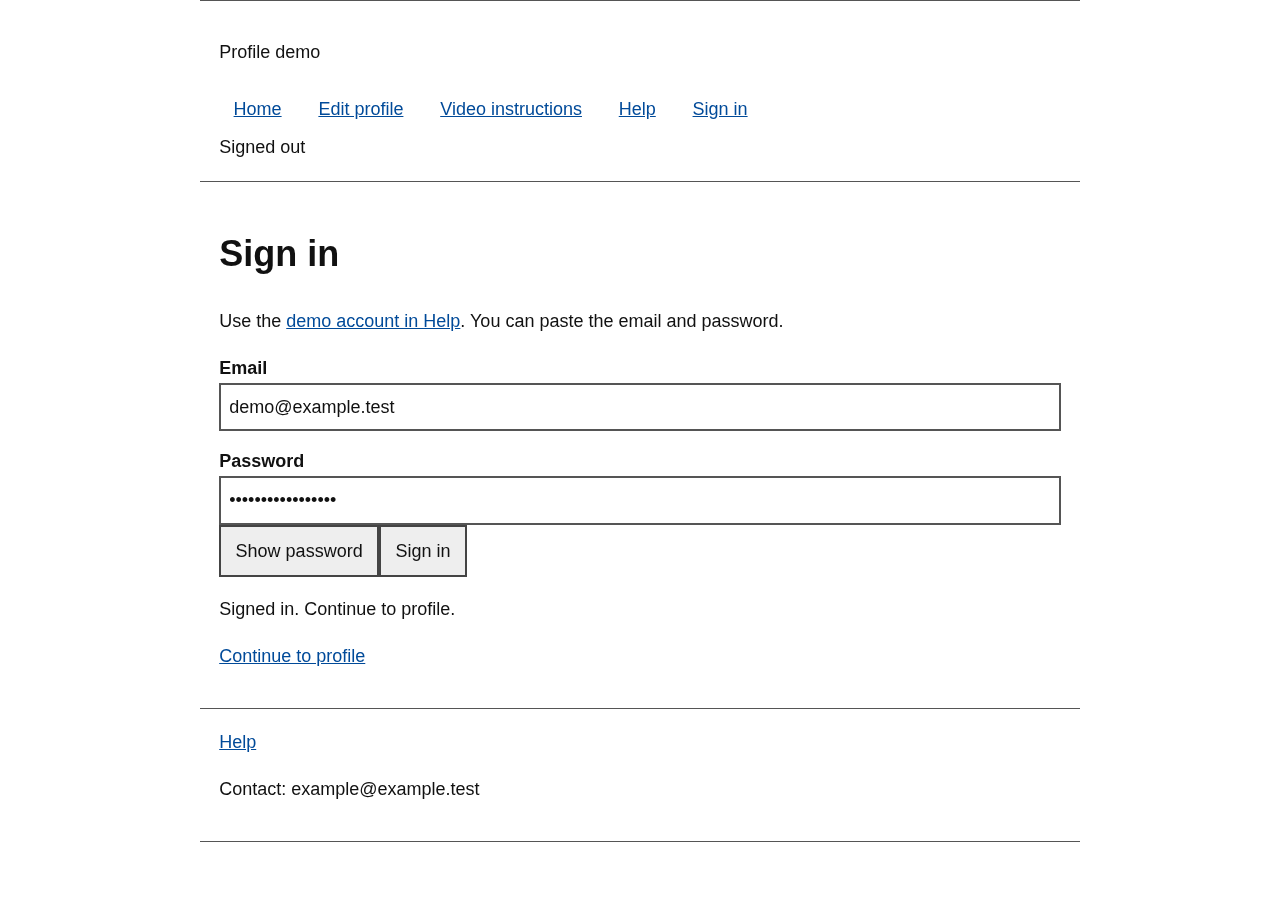 Profile demo
Home Edit profile Video instructions Help Sign in
Signed out
Sign in
Use the demo account in Help. You can paste the email and password.
Email
demo@example.test
Password
•••••••••••••••••
Show password Sign in
Signed in. Continue to profile.
Continue to profile
Help
Contact: example@example.test